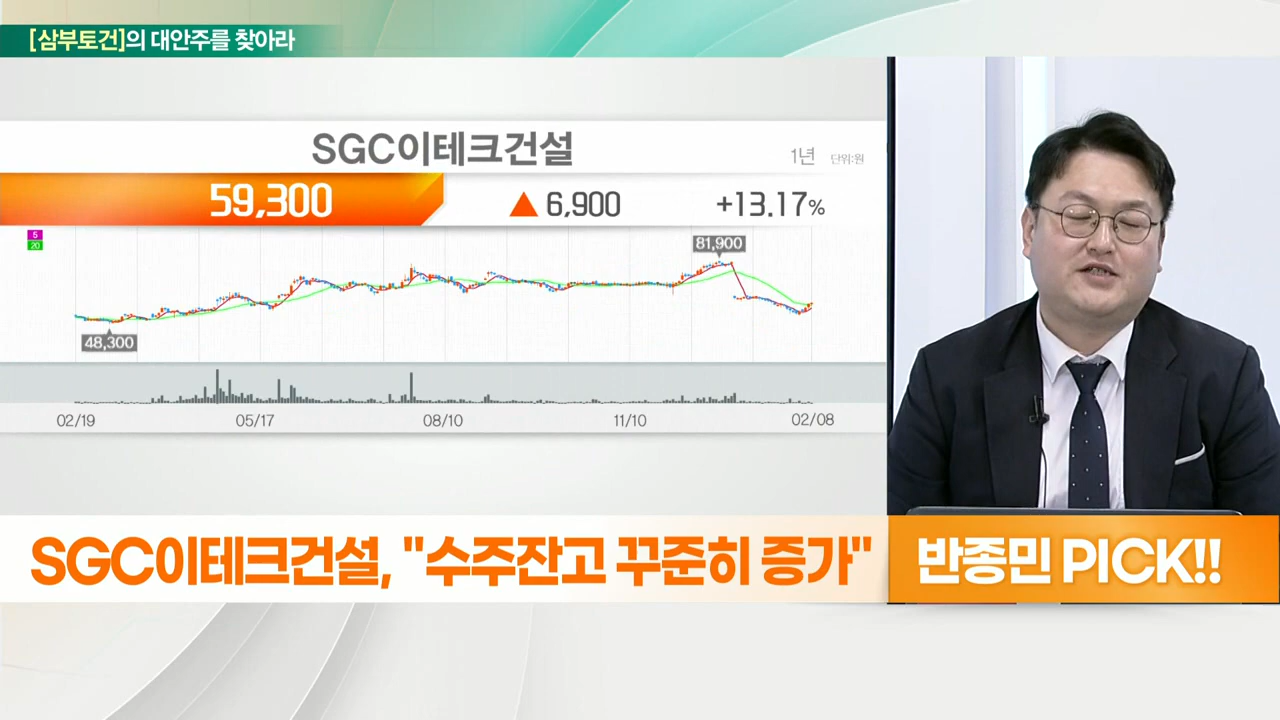 [삼부토건]의 대안주를 찾아라
SGC이테크건설
1년 단위:원
59,300 ▲ 6,900 +13.17%
5
20
81,900
48,300
02/19 05/17 08/10 11/10 02/08
SGC이테크건설, "수주잔고 꾸준히 증가"
반종민 PICK!!